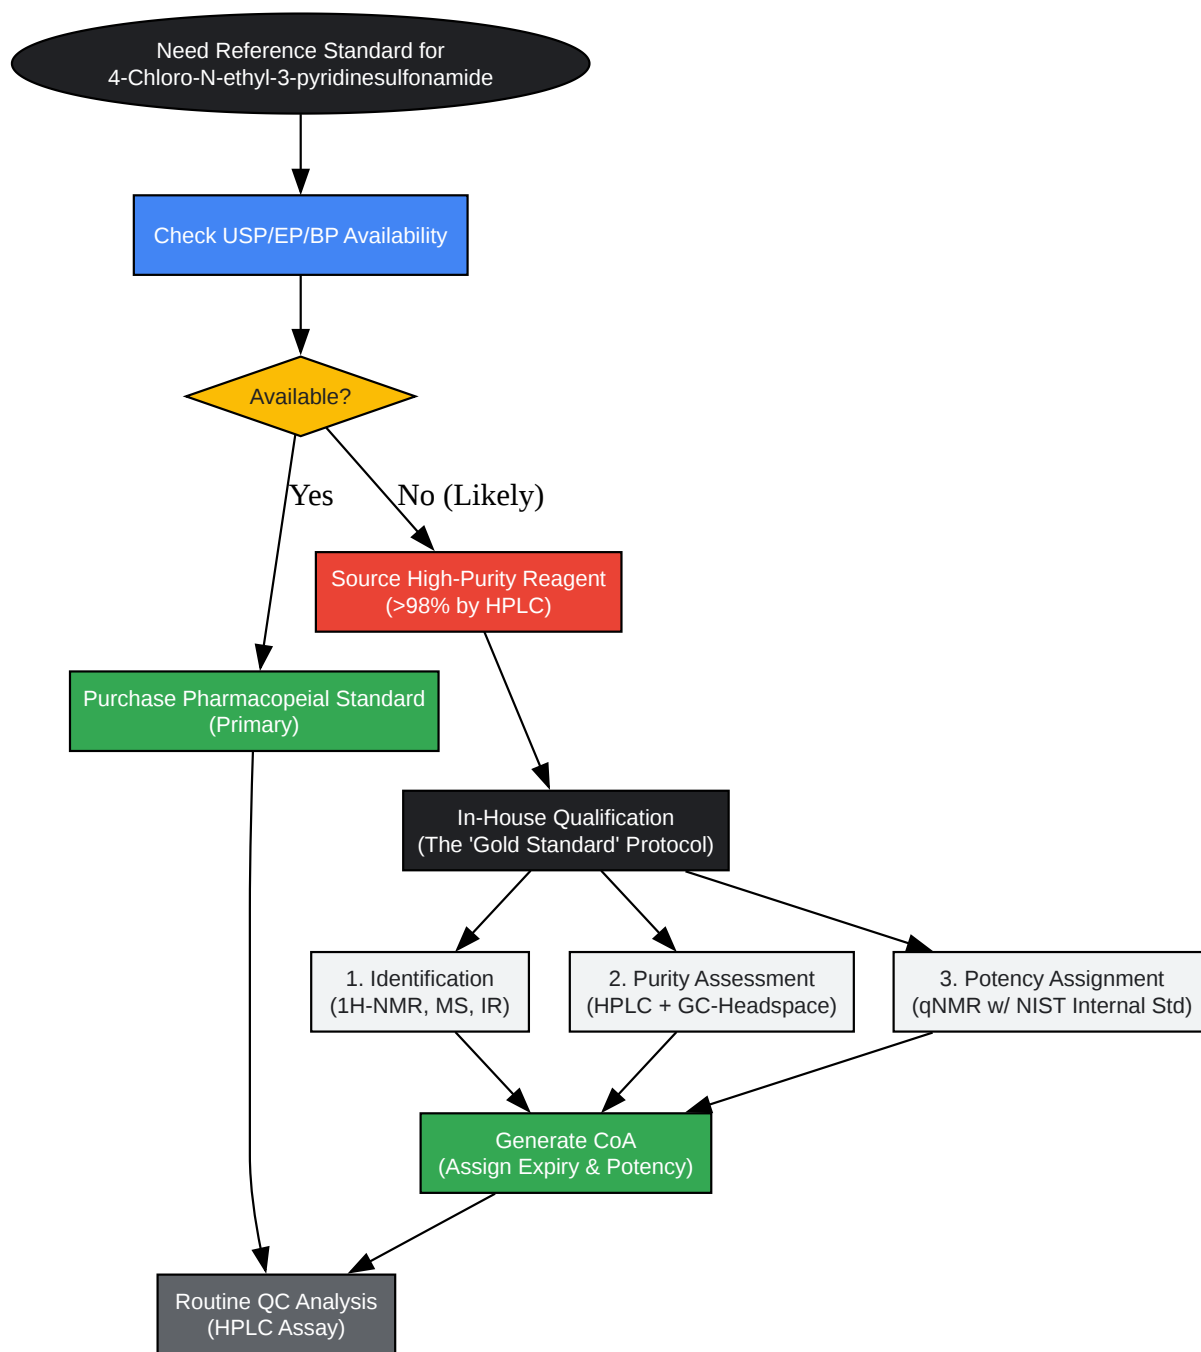 Need Reference Standard for
4-Chloro-N-ethyl-3-pyridinesulfonamide
Check USP/EP/BP Availability
Available?
Yes
No (Likely)
Source High-Purity Reagent
(>98% by HPLC)
Purchase Pharmacopeial Standard
(Primary)
In-House Qualification
(The 'Gold Standard' Protocol)
1. Identification
(1H-NMR, MS, IR)
2. Purity Assessment
(HPLC + GC-Headspace)
3. Potency Assignment
(qNMR w/ NIST Internal Std)
Generate CoA
(Assign Expiry & Potency)
Routine QC Analysis
(HPLC Assay)